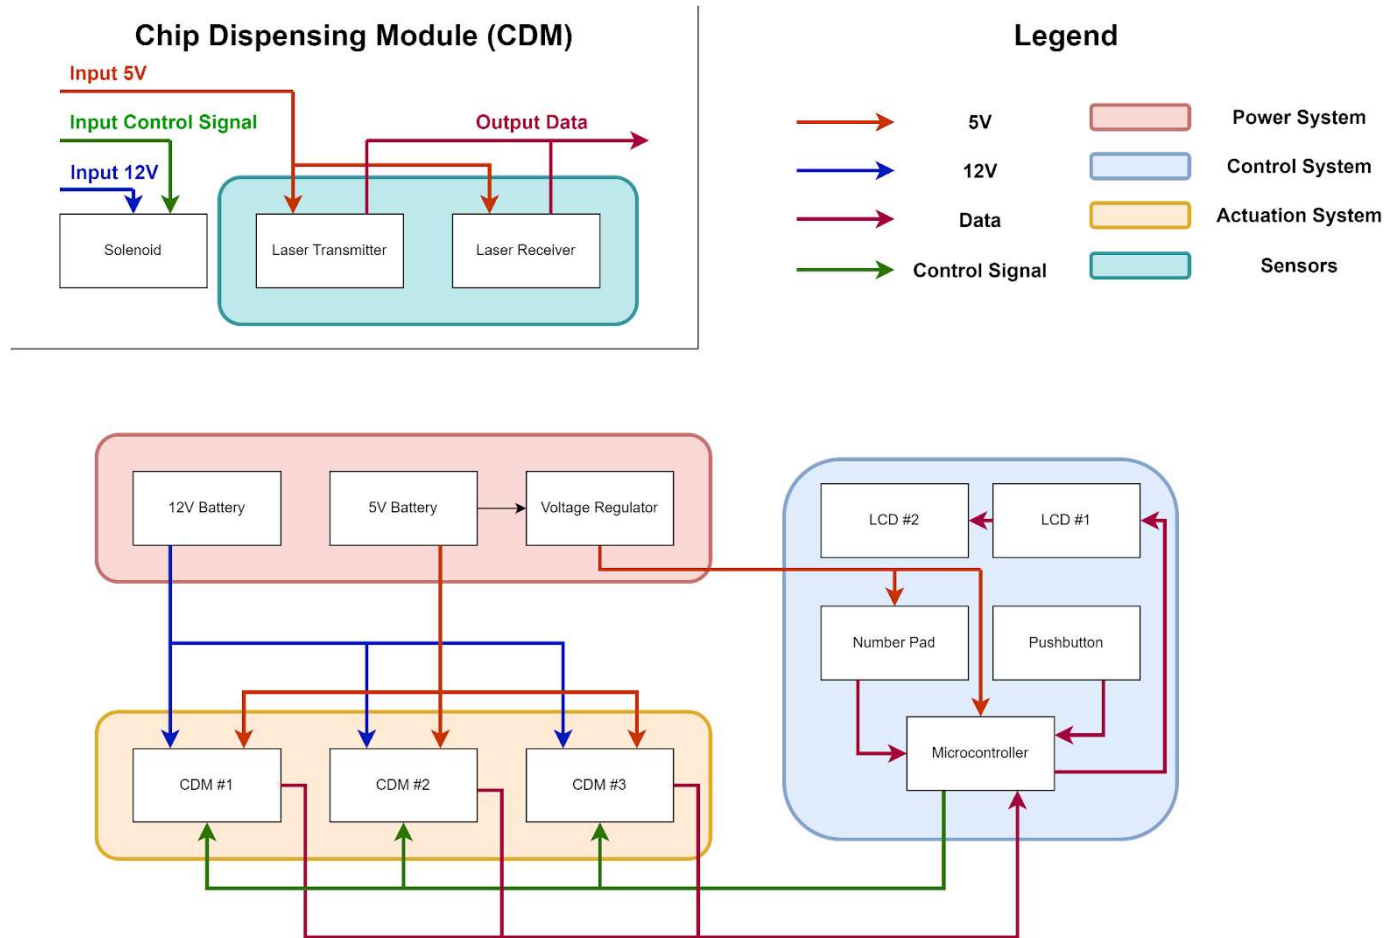 Chip Dispensing Module (CDM)
Input 5V
Input Control Signal
Output Data
Input 12V
Solenoid
Laser Transmitter
Laser Receiver
Legend
5V
Power System
12V
Control System
Data
Actuation System
Control Signal
Sensors
12V Battery
5V Battery
Voltage Regulator
LCD #2
LCD #1
Number Pad
Pushbutton
Microcontroller
CDM #1
CDM #2
CDM #3